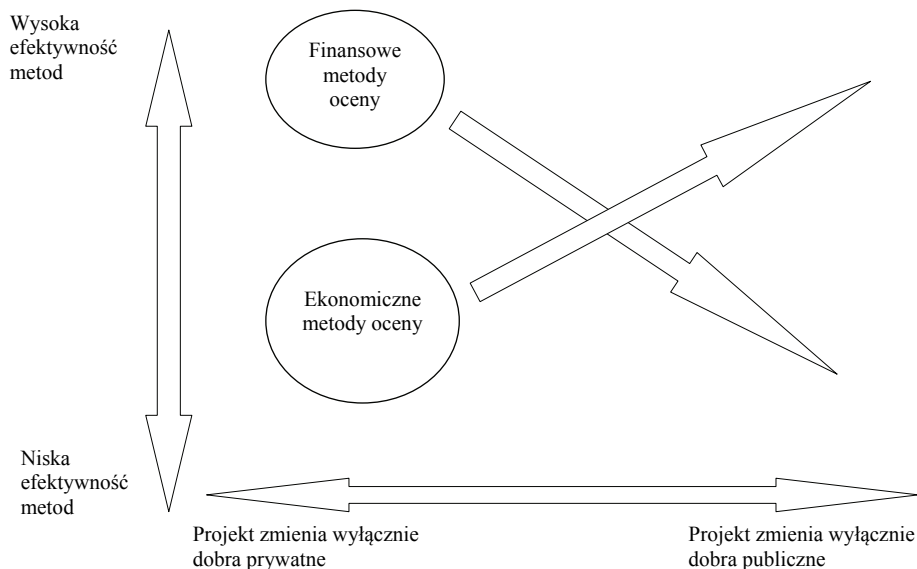 Wysoka
efektywność
metod
Finansowe
metody
oceny
Ekonomiczne
metody oceny
Niska
efektywność
metod
Projekt zmienia wyłącznie
dobra prywatne
Projekt zmienia wyłącznie
dobra publiczne